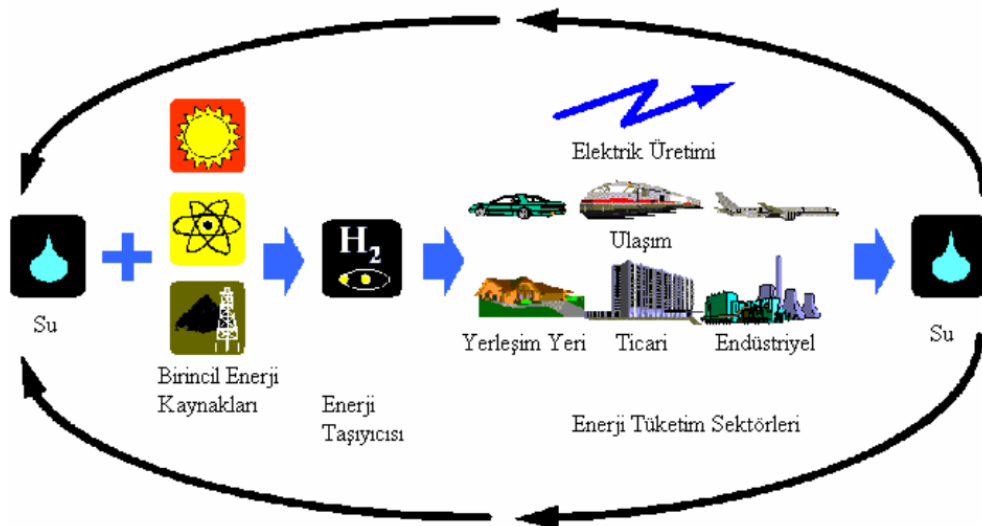 Elektrik Üretimi
H2
Ulaşım
Su
Yerleşim Yeri
Ticari
Endüstriyel
Su
Birincil Enerji
Kaynakları
Enerji
Taşıyıcısı
Enerji Tüketim Sektörleri